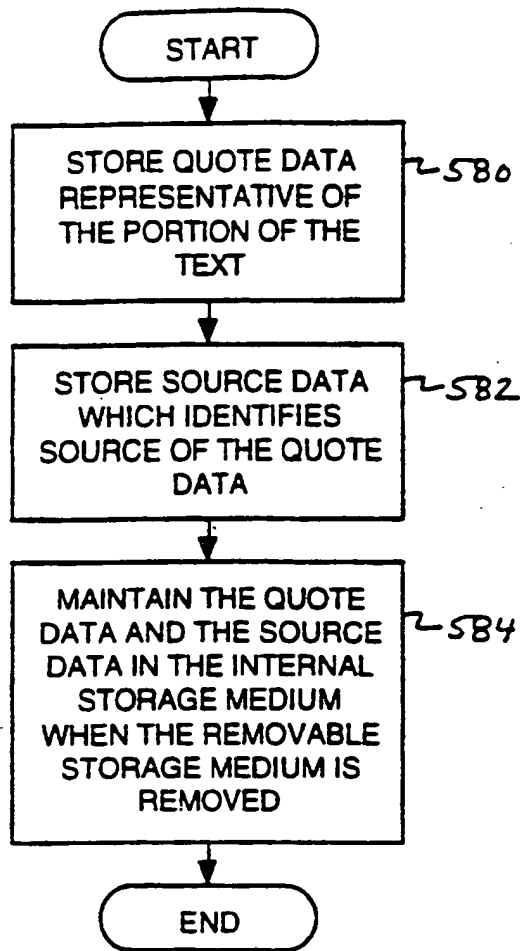 START
STORE QUOTE DATA
REPRESENTATIVE OF
THE PORTION OF THE
TEXT
580
STORE SOURCE DATA
WHICH IDENTIFIES
SOURCE OF THE QUOTE
DATA
582
MAINTAIN THE QUOTE
DATA AND THE SOURCE
DATA IN THE INTERNAL
STORAGE MEDIUM
WHEN THE REMOVABLE
STORAGE MEDIUM IS
REMOVED
584
END